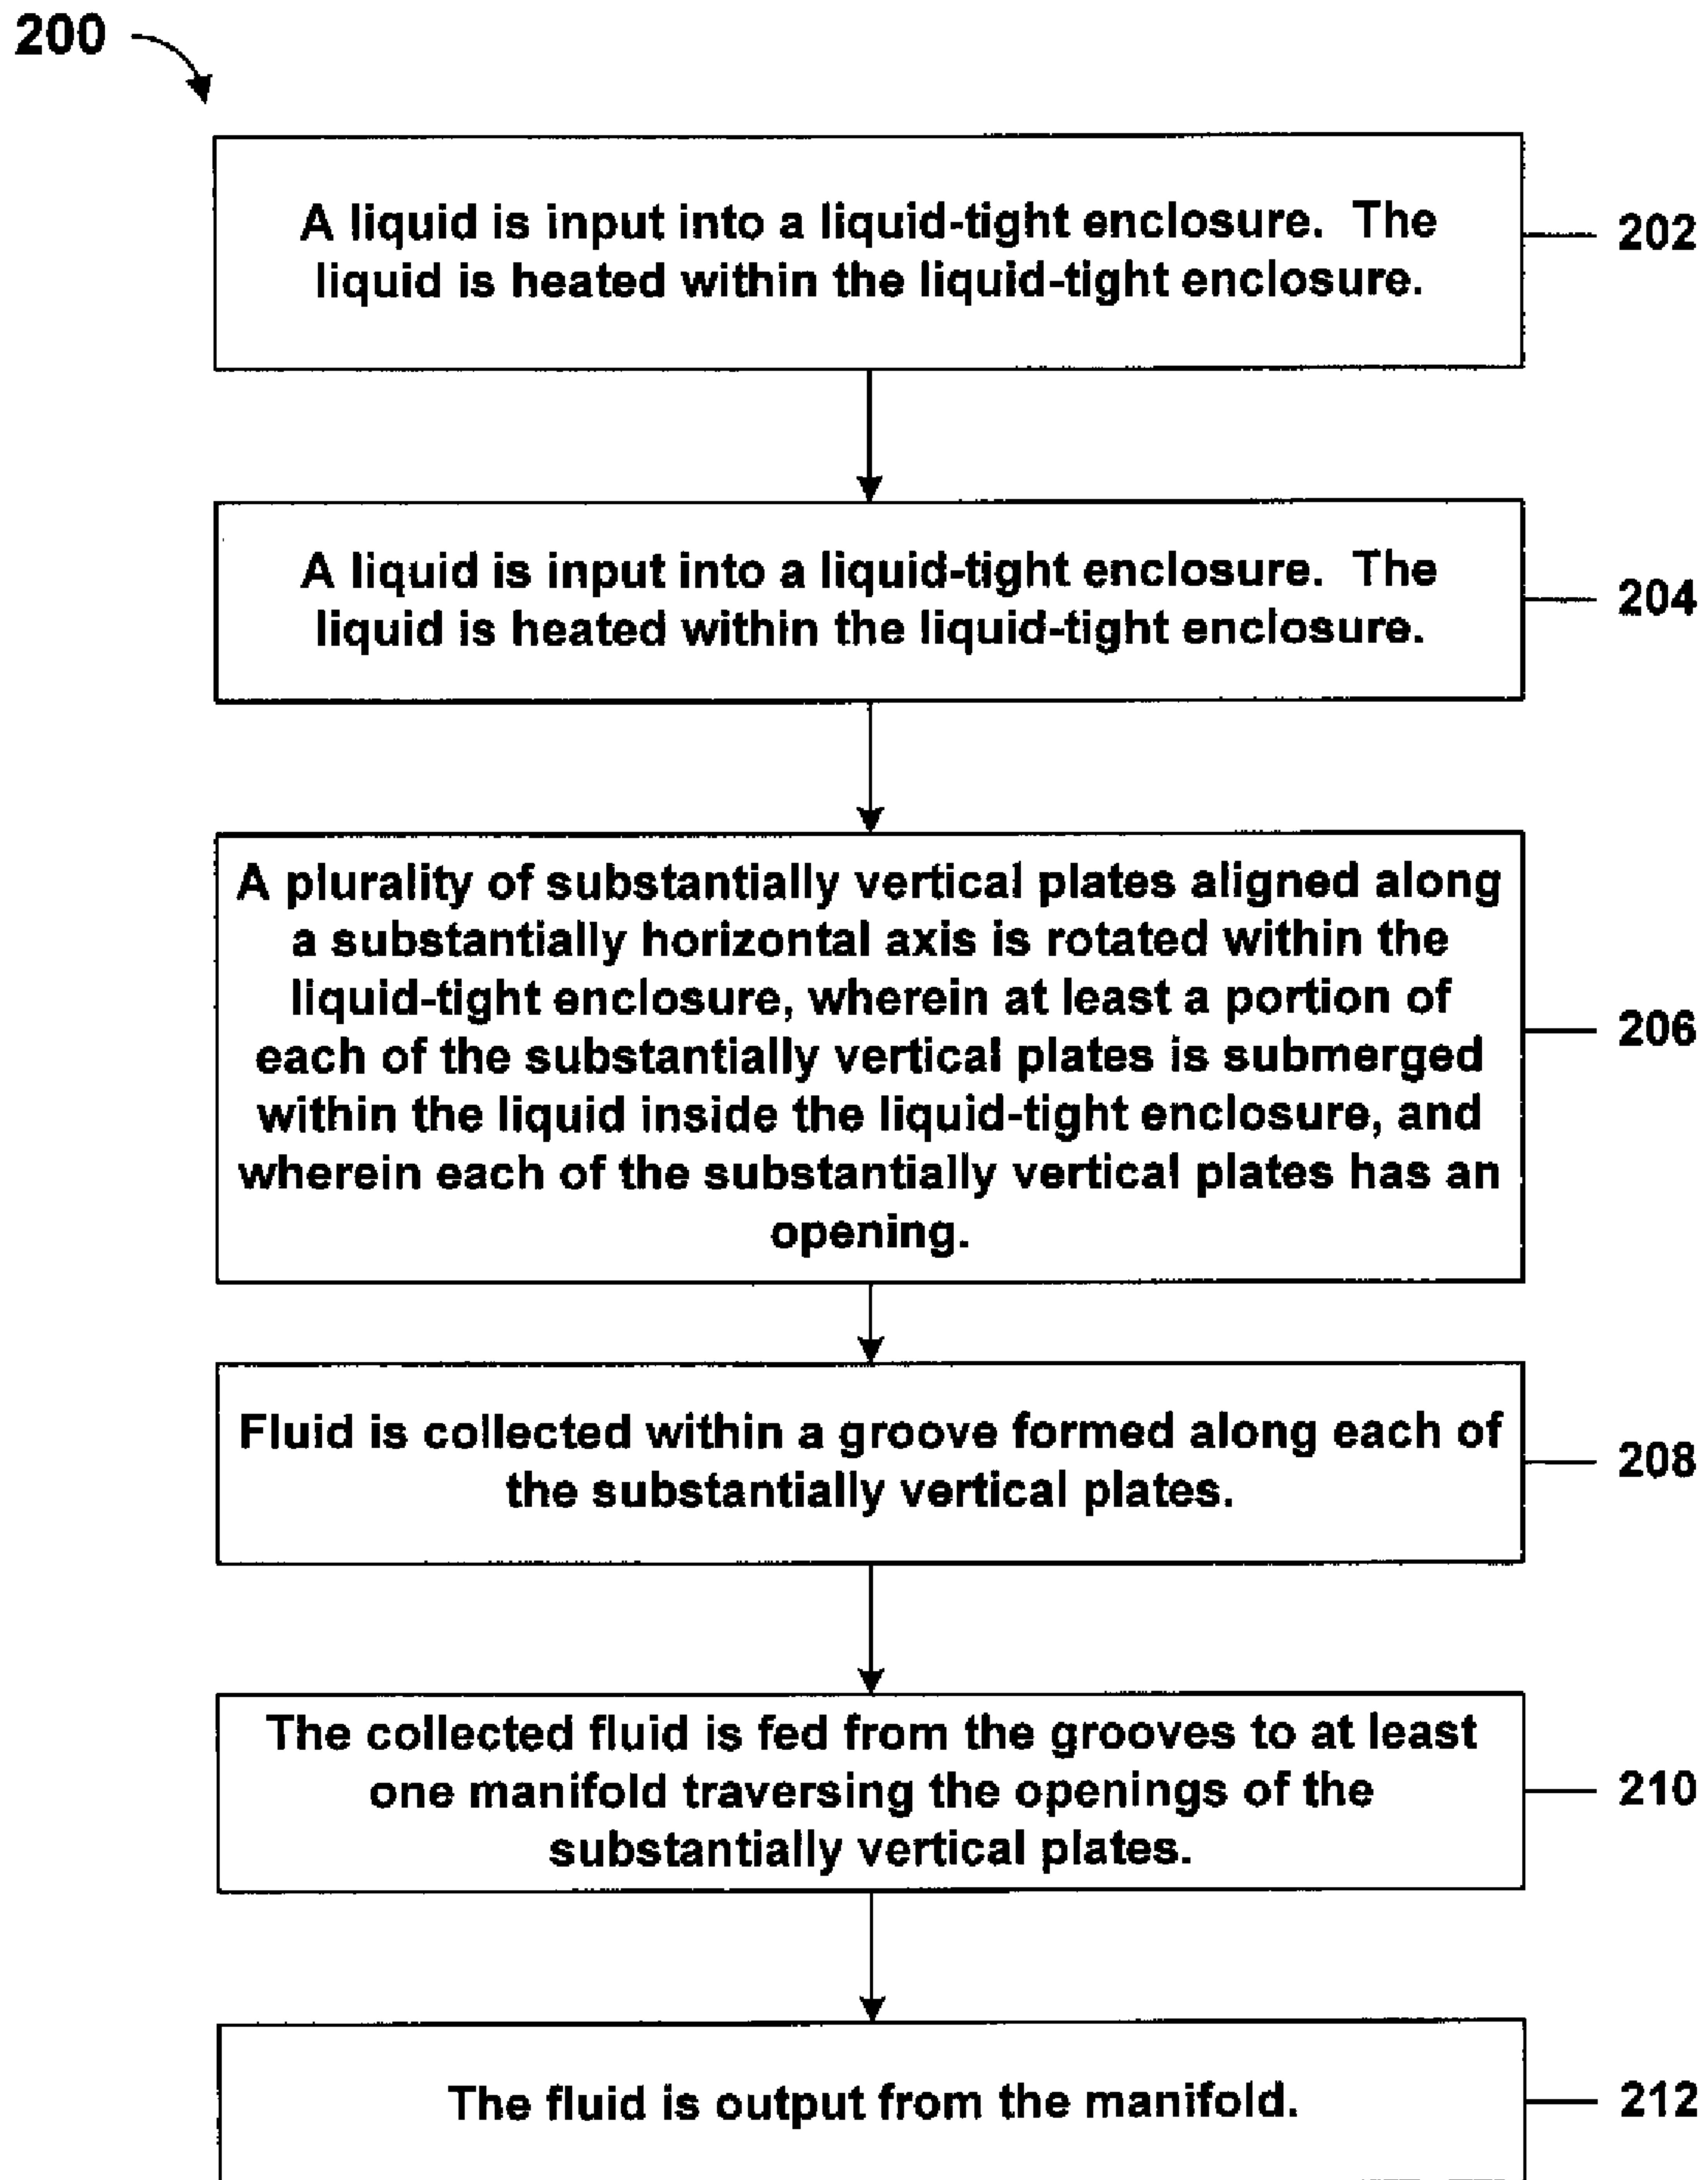 200
A liquid is input into a liquid-tight enclosure. The
liquid is heated within the liquid-tight enclosure.
202
A liquid is input into a liquid-tight enclosure. The
liquid is heated within the liquid-tight enclosure.
204
A plurality of substantially vertical plates aligned along
a substantially horizontal axis is rotated within the
liquid-tight enclosure, wherein at least a portion of
each of the substantially vertical plates is submerged
within the liquid inside the liquid-tight enclosure, and
wherein each of the substantially vertical plates has an
opening.
206
Fluid is collected within a groove formed along each of
the substantially vertical plates.
208
The collected fluid is fed from the grooves to at least
one manifold traversing the openings of the
substantially vertical plates.
210
The fluid is output from the manifold.
212